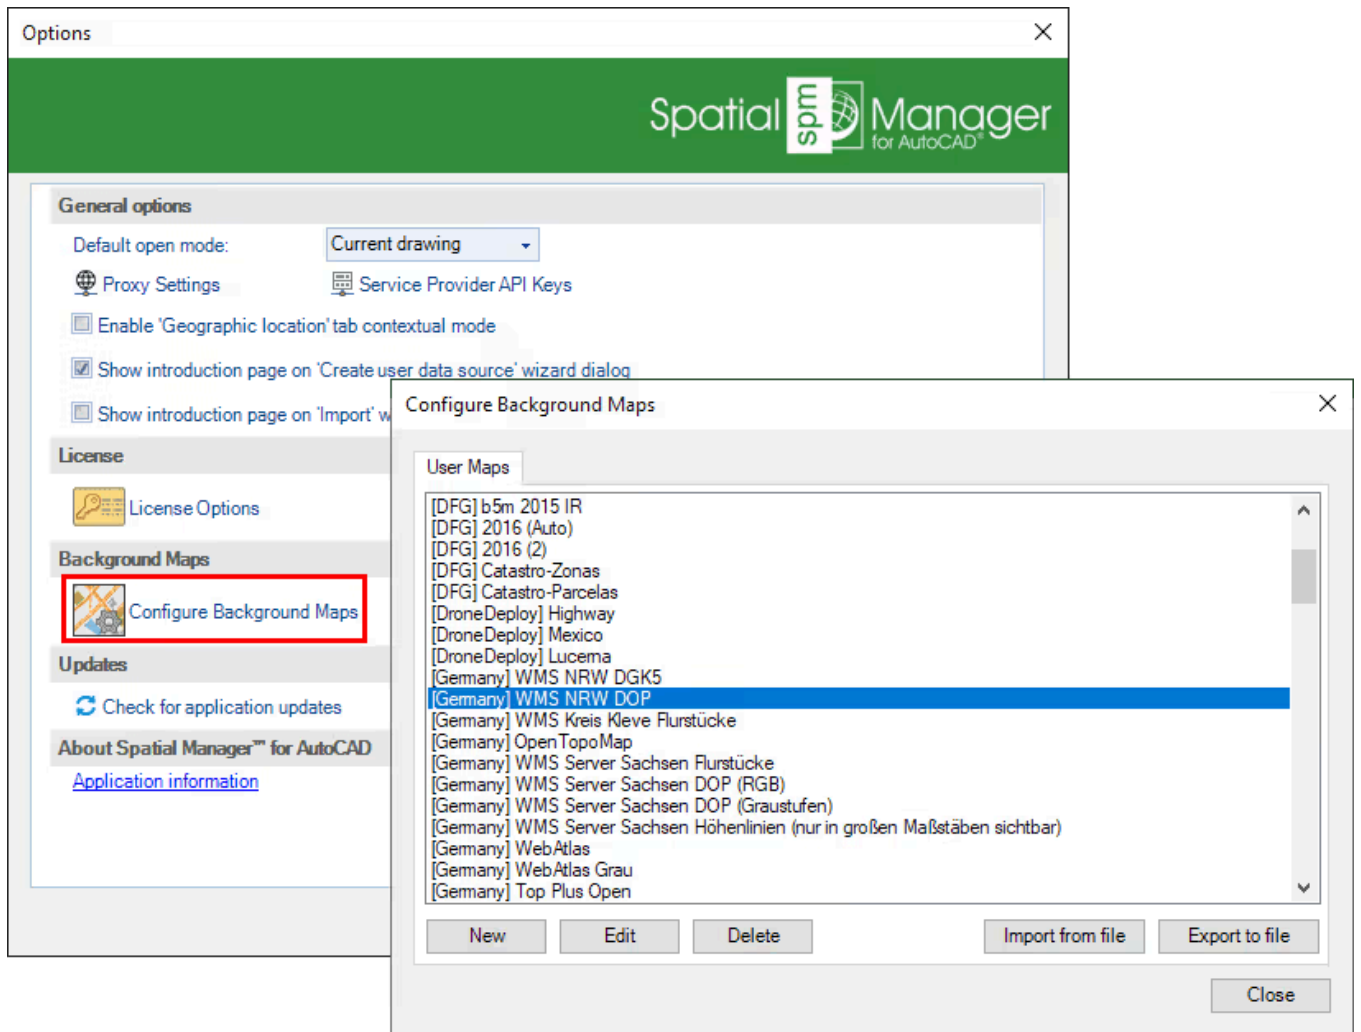 Options
Spatial spm Manager
for AutoCAD®
General options
Default open mode: Current drawing
Proxy Settings Service Provider API Keys
Enable 'Geographic location' tab contextual mode
Show introduction page on 'Create user data source' wizard dialog
Show introduction page on 'Import' w
License
License Options
Background Maps
Configure Background Maps
Updates
Check for application updates
About Spatial Manager™ for AutoCAD
Application information
Configure Background Maps
User Maps
[DFG] b5m 2015 IR
[DFG] 2016 (Auto)
[DFG] 2016 (2)
[DFG] Catastro-Zonas
[DFG] Catastro-Parcelas
[DroneDeploy] Highway
[DroneDeploy] Mexico
[DroneDeploy] Lucerna
[Germany] WMS NRW DGK5
[Germany] WMS NRW DOP
[Germany] WMS Kreis Kleve Flurstücke
[Germany] OpenTopoMap
[Germany] WMS Server Sachsen Flurstücke
[Germany] WMS Server Sachsen DOP (RGB)
[Germany] WMS Server Sachsen DOP (Graustufen)
[Germany] WMS Server Sachsen Höhenlinien (nur in großen Maßstäben sichtbar)
[Germany] WebAtlas
[Germany] WebAtlas Grau
[Germany] Top Plus Open
New Edit Delete Import from file Export to file
Close